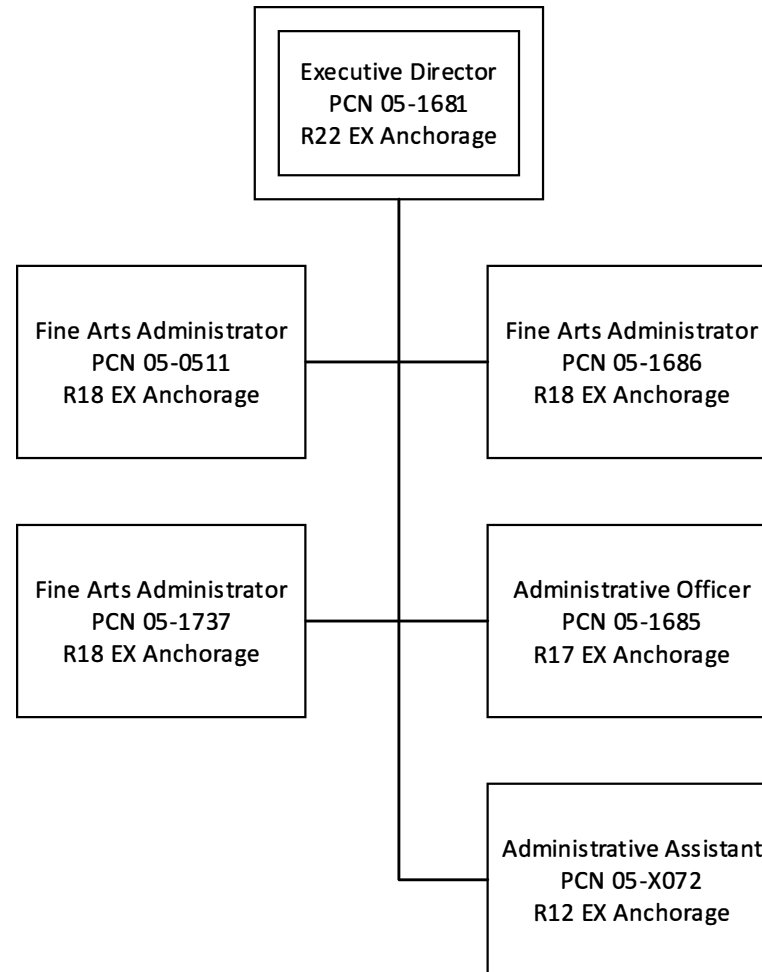 Executive Director
PCN 05-1681
R22 EX Anchorage
Fine Arts Administrator
PCN 05-0511
R18 EX Anchorage
Fine Arts Administrator
PCN 05-1686
R18 EX Anchorage
Fine Arts Administrator
PCN 05-1737
R18 EX Anchorage
Administrative Officer
PCN 05-1685
R17 EX Anchorage
Administrative Assistant
PCN 05-X072
R12 EX Anchorage